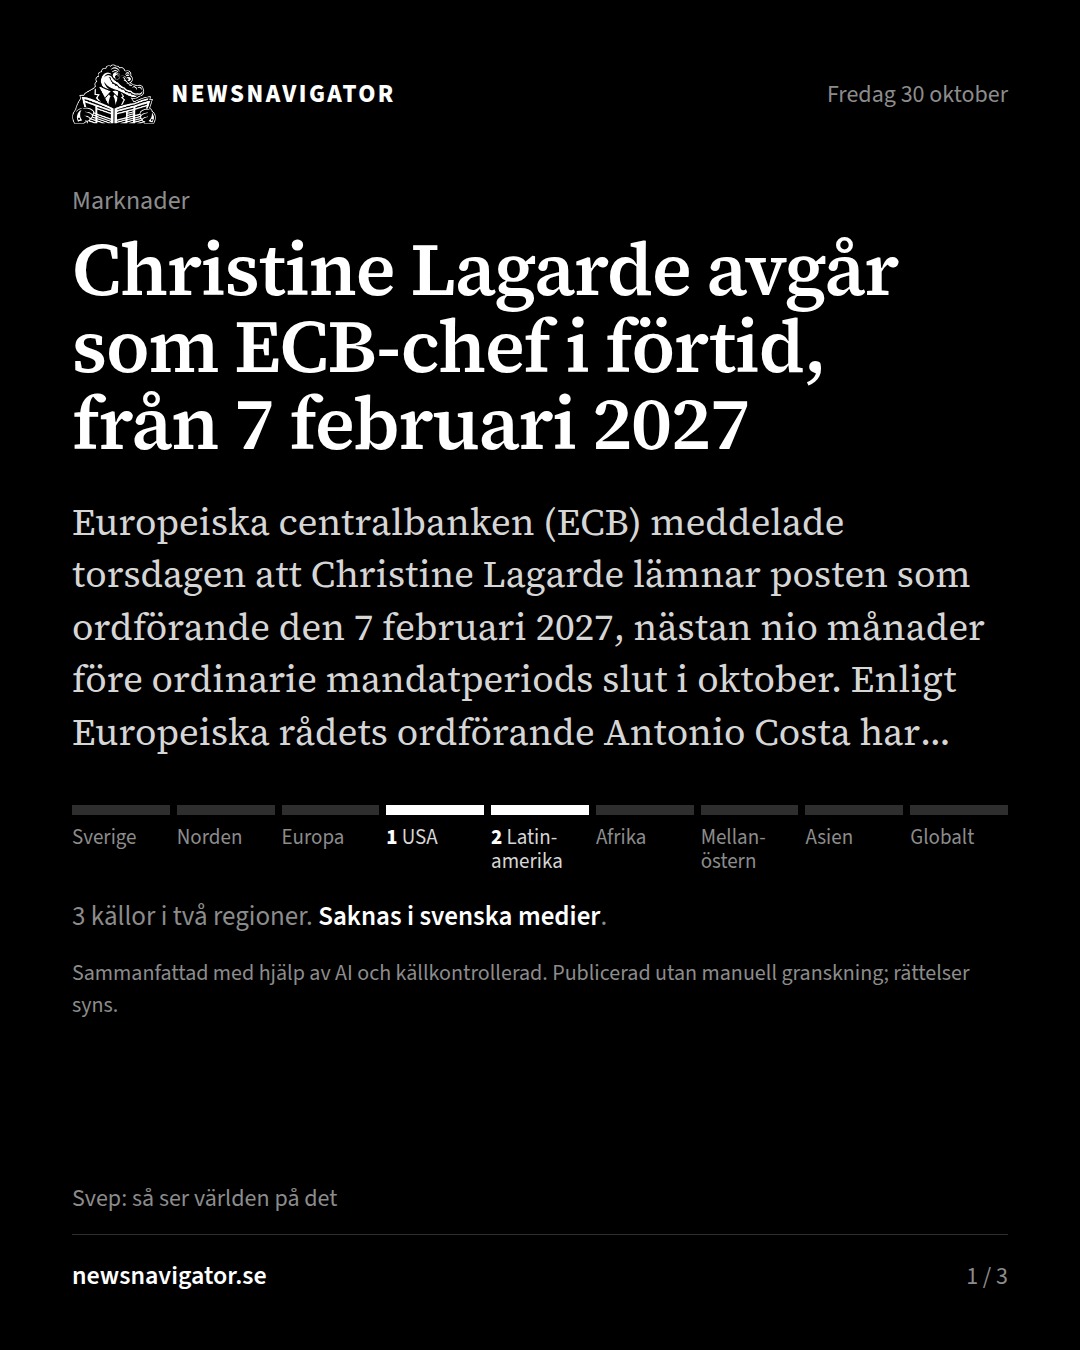 NEWSNAVIGATOR
Fredag 30 oktober
Marknader
Christine Lagarde avgår
som ECB-chef i förtid,
från 7 februari 2027
Europeiska centralbanken (ECB) meddelade
torsdagen att Christine Lagarde lämnar posten som
ordförande den 7 februari 2027, nästan nio månader
före ordinarie mandatperiods slut i oktober. Enligt
Europeiska rådets ordförande Antonio Costa har...
Sverige
Norden
Europa
1 USA
2 Latin-
amerika
Afrika
Mellan-
östern
Asien
Globalt
3 källor i två regioner. Saknas i svenska medier.
Sammanfattad med hjälp av AI och källkontrollerad. Publicerad utan manuell granskning; rättelser
syns.
Svep: så ser världen på det
newsnavigator.se
1 / 3